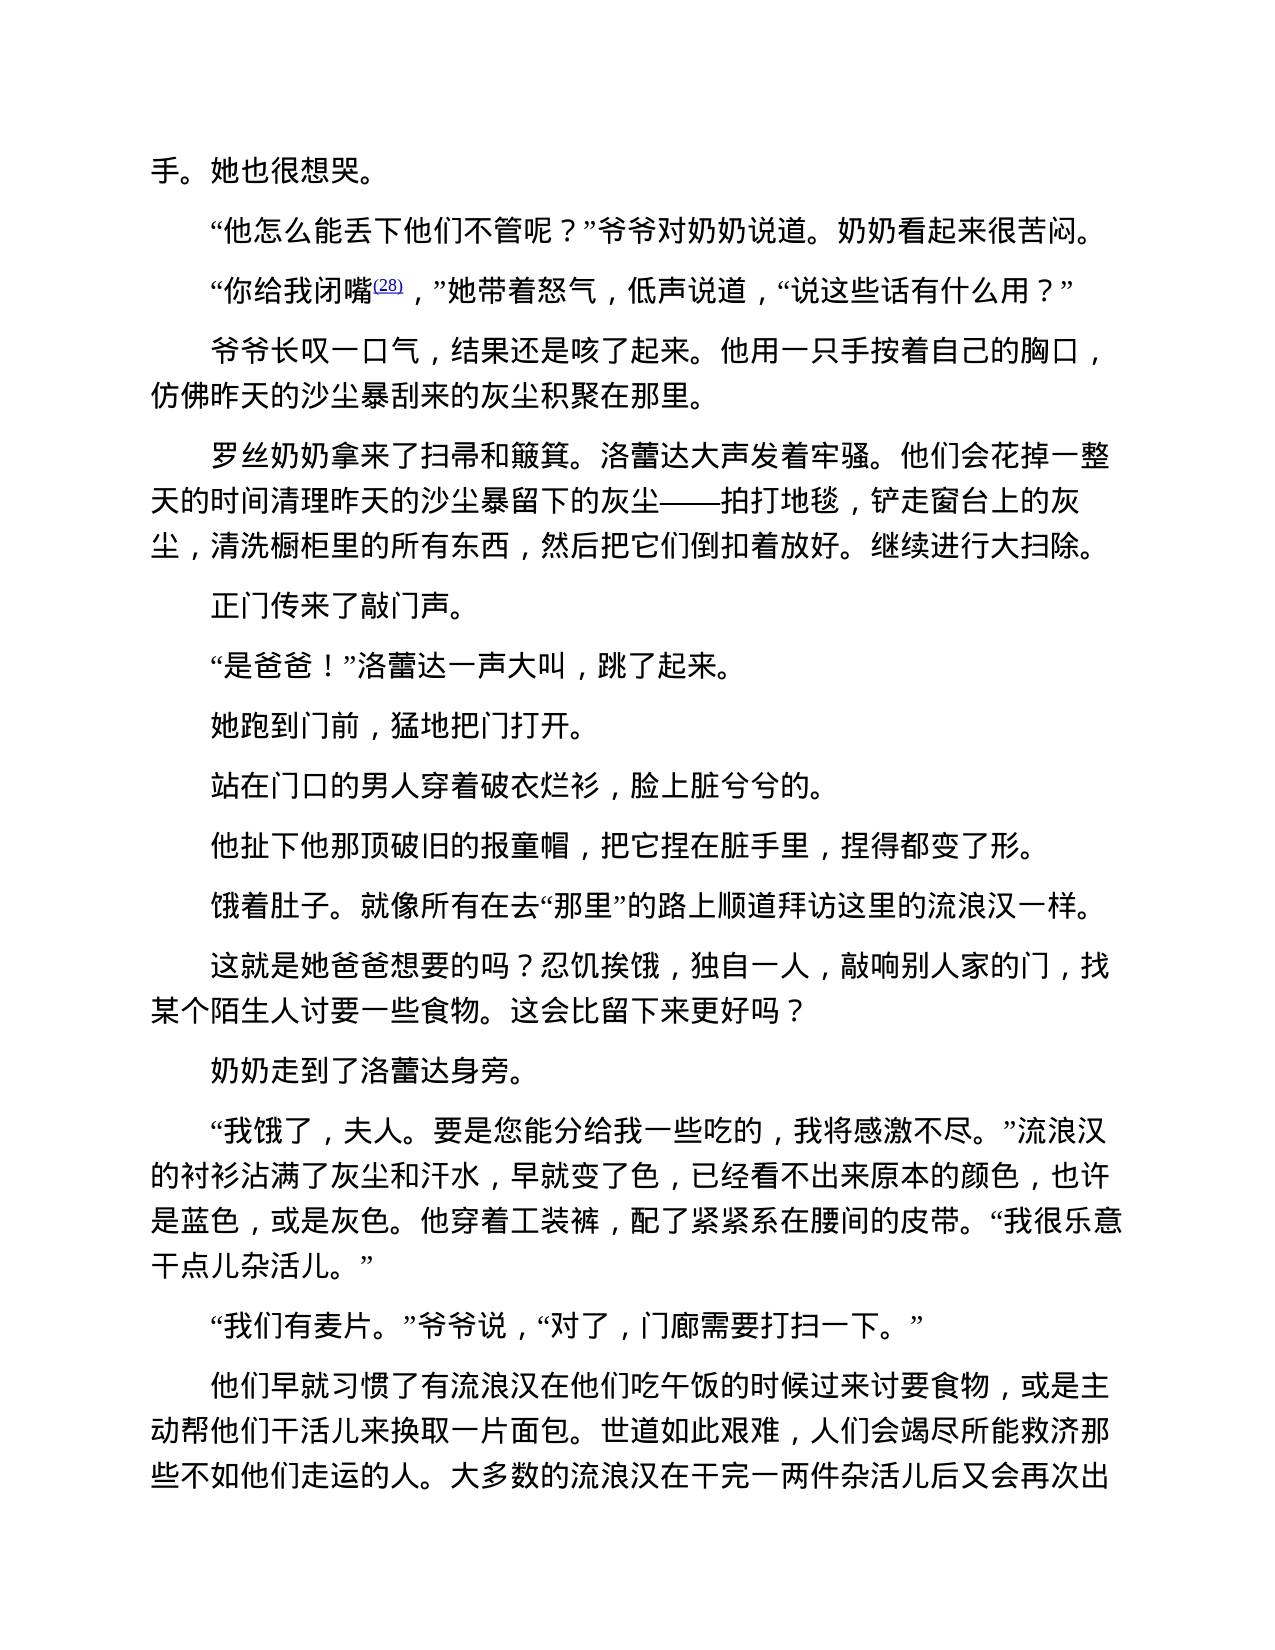 手。她也很想哭。
“他怎么能丢下他们不管呢？”爷爷对奶奶说道。奶奶看起来很苦闷。
“你给我闭嘴(28)，”她带着怒气，低声说道，“说这些话有什么用？”
爷爷长叹一口气，结果还是咳了起来。他用一只手按着自己的胸口，
仿佛昨天的沙尘暴刮来的灰尘积聚在那里。
罗丝奶奶拿来了扫帚和簸箕。洛蕾达大声发着牢骚。他们会花掉一整
天的时间清理昨天的沙尘暴留下的灰尘——拍打地毯，铲走窗台上的灰
尘，清洗橱柜里的所有东西，然后把它们倒扣着放好。继续进行大扫除。
正门传来了敲门声。
“是爸爸！”洛蕾达一声大叫，跳了起来。
她跑到门前，猛地把门打开。
站在门口的男人穿着破衣烂衫，脸上脏兮兮的。
他扯下他那顶破旧的报童帽，把它捏在脏手里，捏得都变了形。
饿着肚子。就像所有在去“那里”的路上顺道拜访这里的流浪汉一样。
这就是她爸爸想要的吗？忍饥挨饿，独自一人，敲响别人家的门，找
某个陌生人讨要一些食物。这会比留下来更好吗？
奶奶走到了洛蕾达身旁。
“我饿了，夫人。要是您能分给我一些吃的，我将感激不尽。”流浪汉
的衬衫沾满了灰尘和汗水，早就变了色，已经看不出来原本的颜色，也许
是蓝色，或是灰色。他穿着工装裤，配了紧紧系在腰间的皮带。“我很乐意
干点儿杂活儿。”
“我们有麦片。”爷爷说，“对了，门廊需要打扫一下。”
他们早就习惯了有流浪汉在他们吃午饭的时候过来讨要食物，或是主
动帮他们干活儿来换取一片面包。世道如此艰难，人们会竭尽所能救济那
些不如他们走运的人。大多数的流浪汉在干完一两件杂活儿后又会再次出